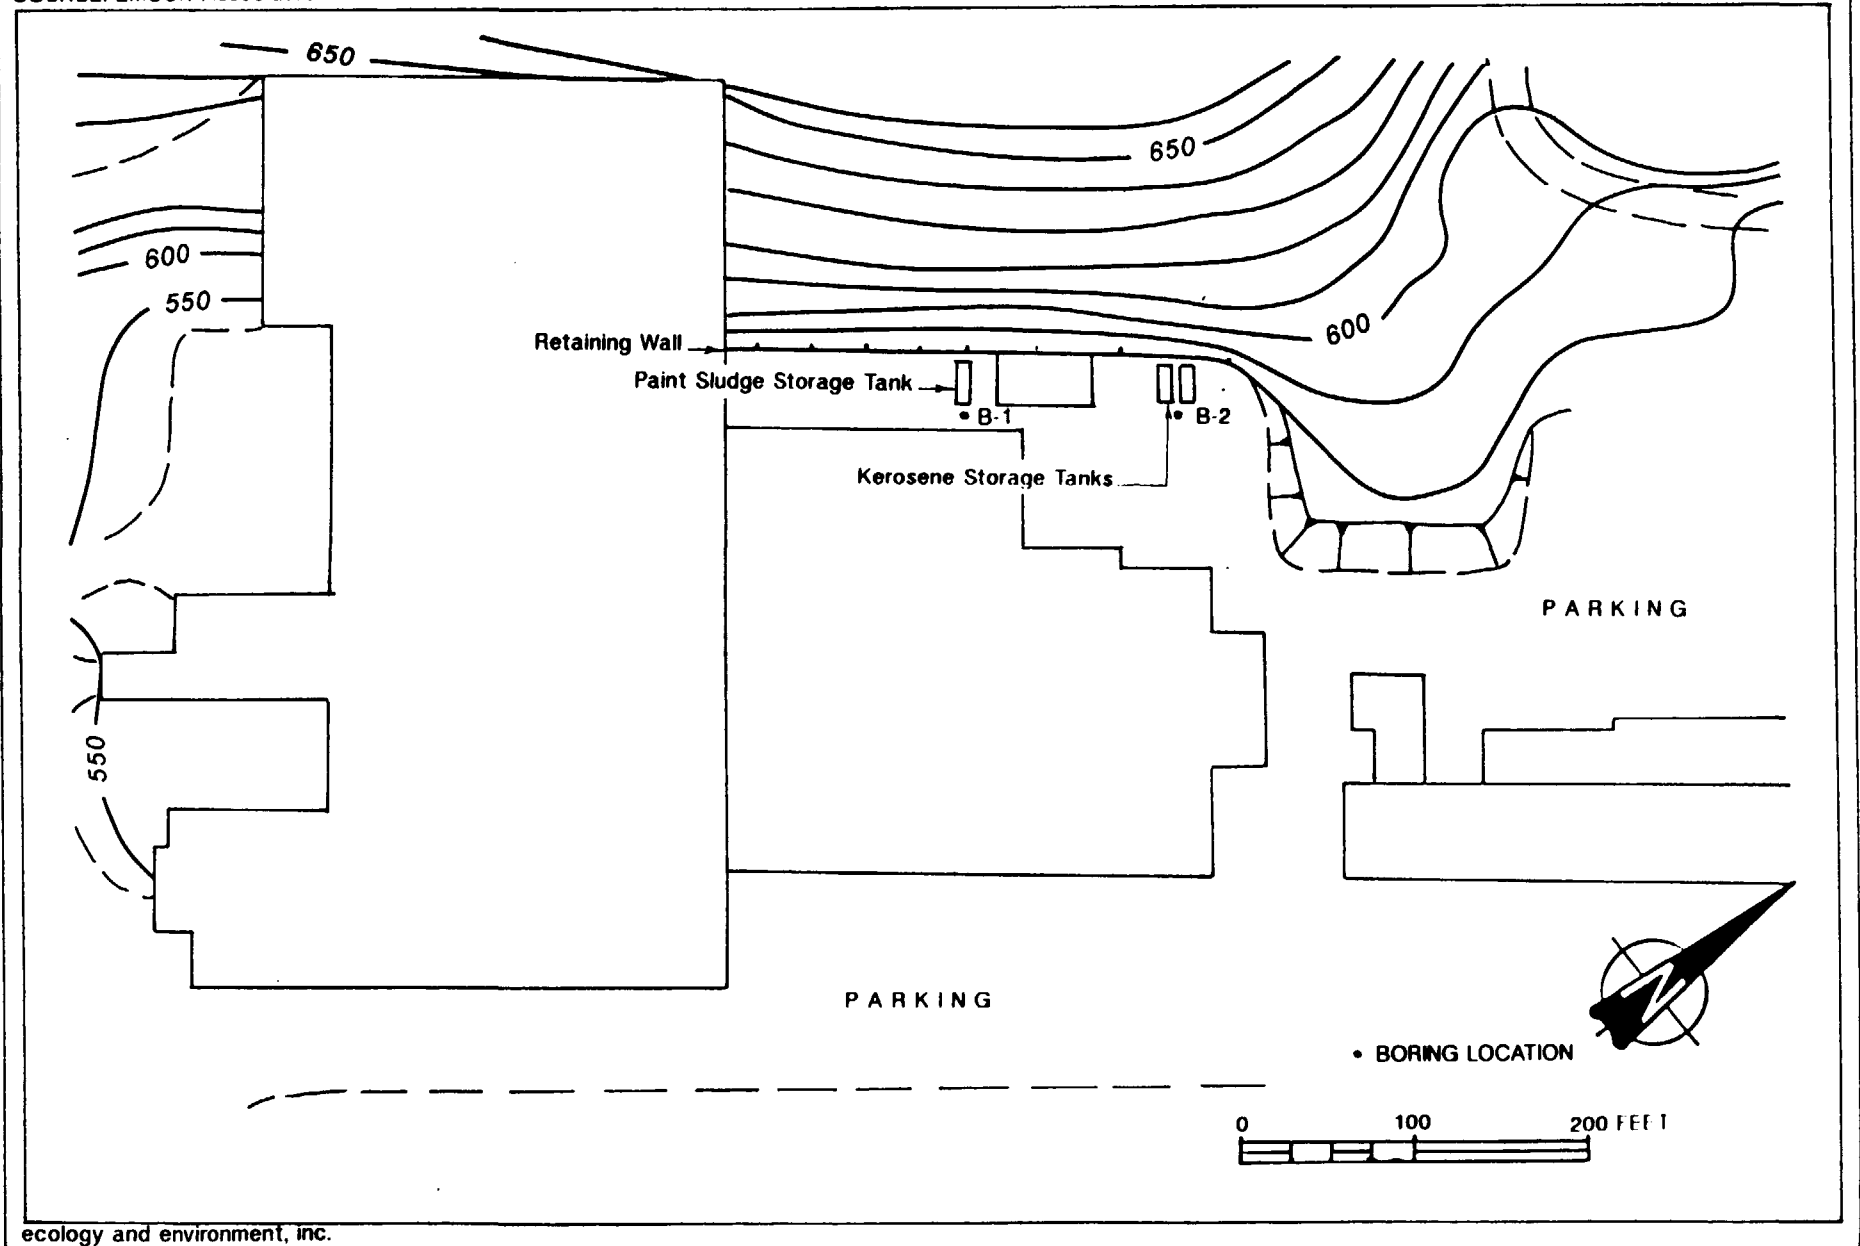 650
650
600
550
600
Retaining Wall
Paint Sludge Storage Tank
B-1
B-2
Kerosene Storage Tanks
PARKING
550
PARKING
N
BORING LOCATION
0 100 200 FEET
ecology and environment, inc.